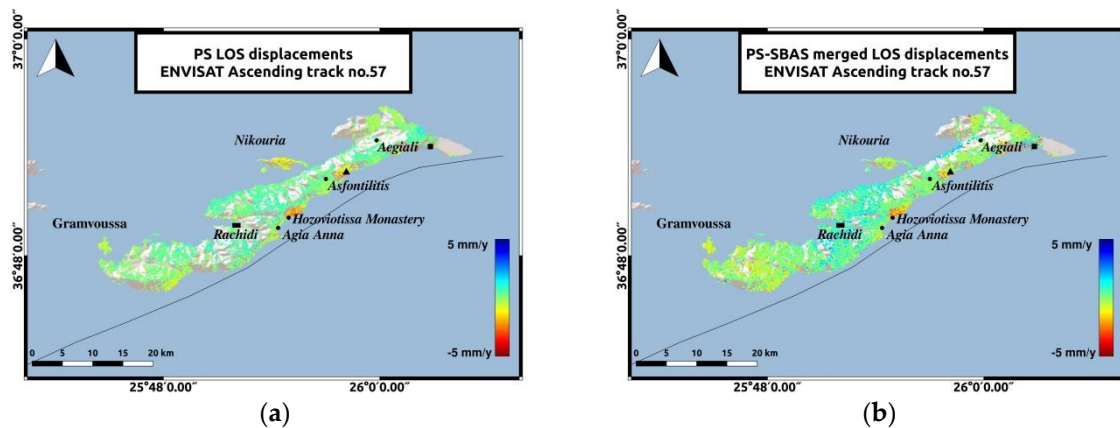 PS LOS displacements
ENVISAT Ascending track no.57
37°0′0.00″
36°48′0.00″
Nikouria
Aegiali
Asfontilitis
Gramvoussa
Hozoviotissa Monastery
Rachidi
Agia Anna
5 mm/y
-5 mm/y
0 5 10 15 20 km
25°48′0.00″ 26°0′0.00″
(a)
PS-SBAS merged LOS displacements
ENVISAT Ascending track no.57
37°0′0.00″
36°48′0.00″
Nikouria
Aegiali
Asfontilitis
Gramvoussa
Hozoviotissa Monastery
Rachidi
Agia Anna
5 mm/y
-5 mm/y
0 5 10 15 20 km
25°48′0.00″ 26°0′0.00″
(b)